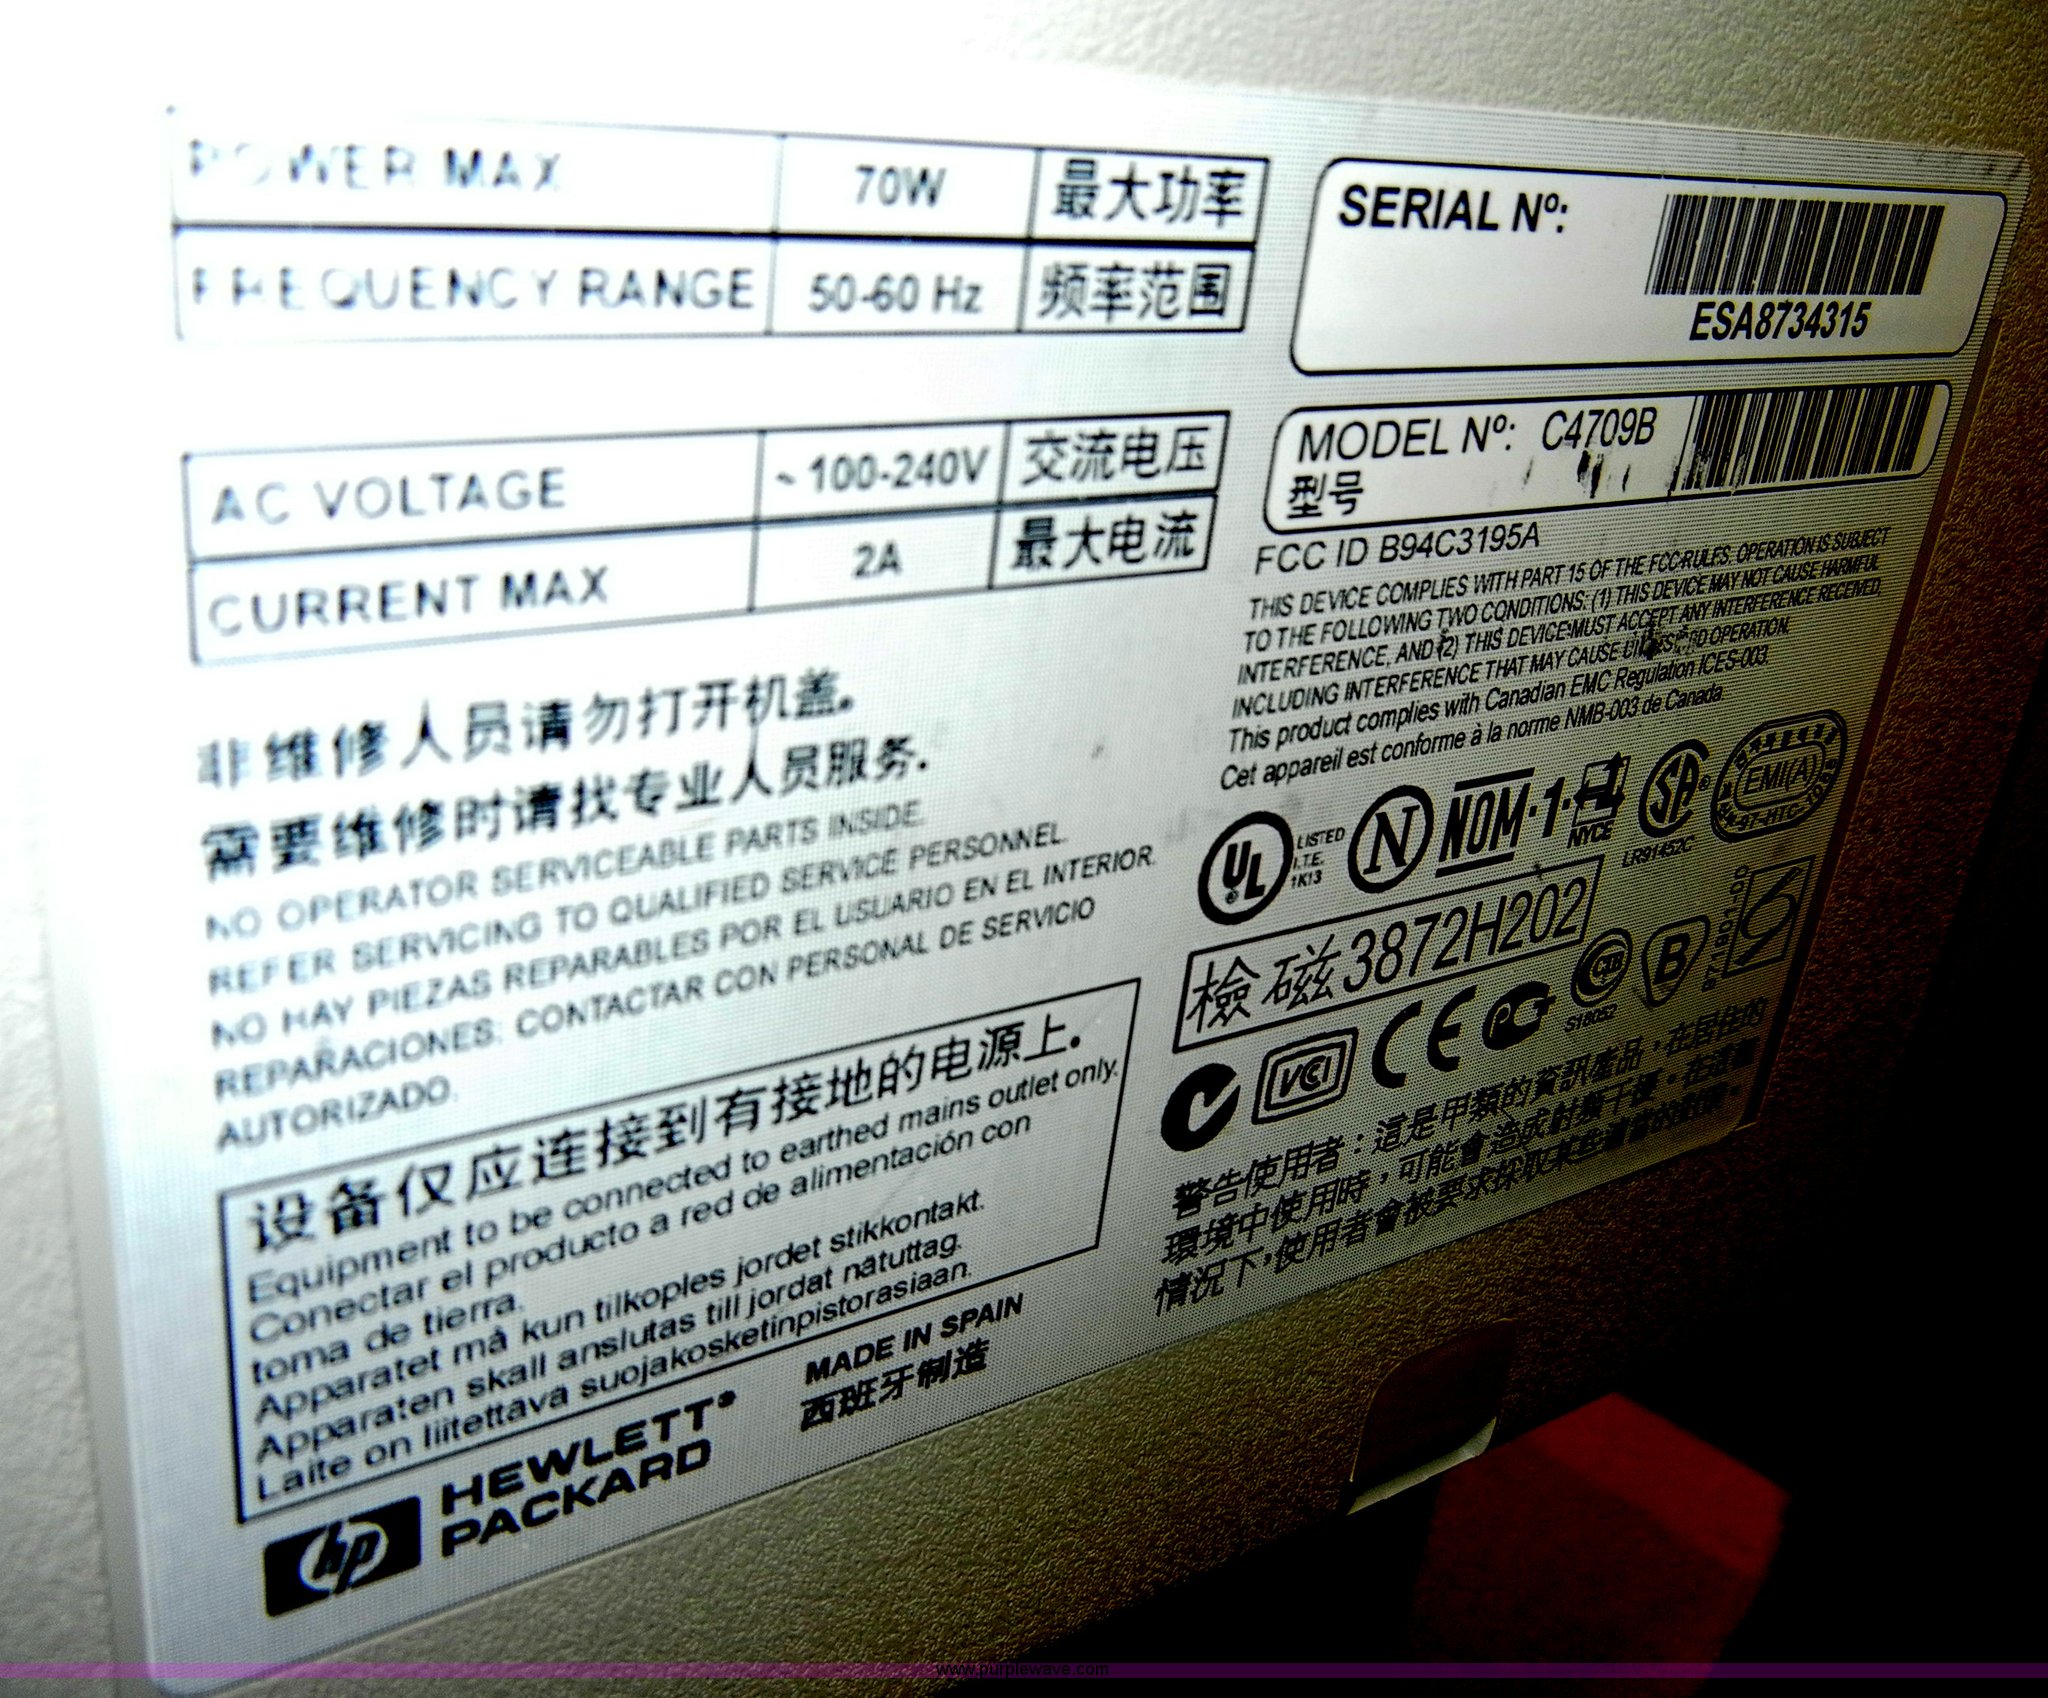 POWER MAX 70W 最大功率
FREQUENCY RANGE 50-60 Hz 频率范围
AC VOLTAGE ~100-240V 交流电压
CURRENT MAX 2A 最大电流
非维修人员请勿打开机盖。
需要维修时请找专业人员服务.
NO OPERATOR SERVICEABLE PARTS INSIDE.
REFER SERVICING TO QUALIFIED SERVICE PERSONNEL.
NO HAY PIEZAS REPARABLES POR EL USUARIO EN EL INTERIOR.
REPARACIONES: CONTACTAR CON PERSONAL DE SERVICIO
AUTORIZADO.
设备仅应连接到有接地的电源上。
Equipment to be connected to earthed mains outlet only.
Conectar el producto a red de alimentación con
toma de tierra.
Apparatet må kun tilkoples jordet stikkontakt.
Apparaten skall anslutas till jordat nätuttag.
Laite on liitettava suojakosketinpistorasiaan.
hp HEWLETT®
PACKARD
MADE IN SPAIN
西班牙制造
SERIAL Nº:
ESA8734315
MODEL Nº: C4709B
型号
FCC ID B94C3195A
THIS DEVICE COMPLIES WITH PART 15 OF THE FCC RULES. OPERATION IS SUBJECT
TO THE FOLLOWING TWO CONDITIONS: (1) THIS DEVICE MAY NOT CAUSE HARMFUL
INTERFERENCE, AND (2) THIS DEVICE MUST ACCEPT ANY INTERFERENCE RECEIVED,
INCLUDING INTERFERENCE THAT MAY CAUSE UNDESIRED OPERATION.
This product complies with Canadian EMC Regulation ICES-003.
Cet appareil est conforme à la norme NMB-003 de Canada
UL LISTED
I.T.E.
1K13
N
NOM-1-
NYCE
SA
LR91452C
EMI(A)
檢磁3872H202
CTR
S18052
B
971901-00
VCI
CE
警告使用者：這是甲類的資訊產品，在居住的
環境中使用時，可能會造成射頻干擾，在這種
情況下，使用者會被要求採取某些適當的對策。
www.purplewave.com